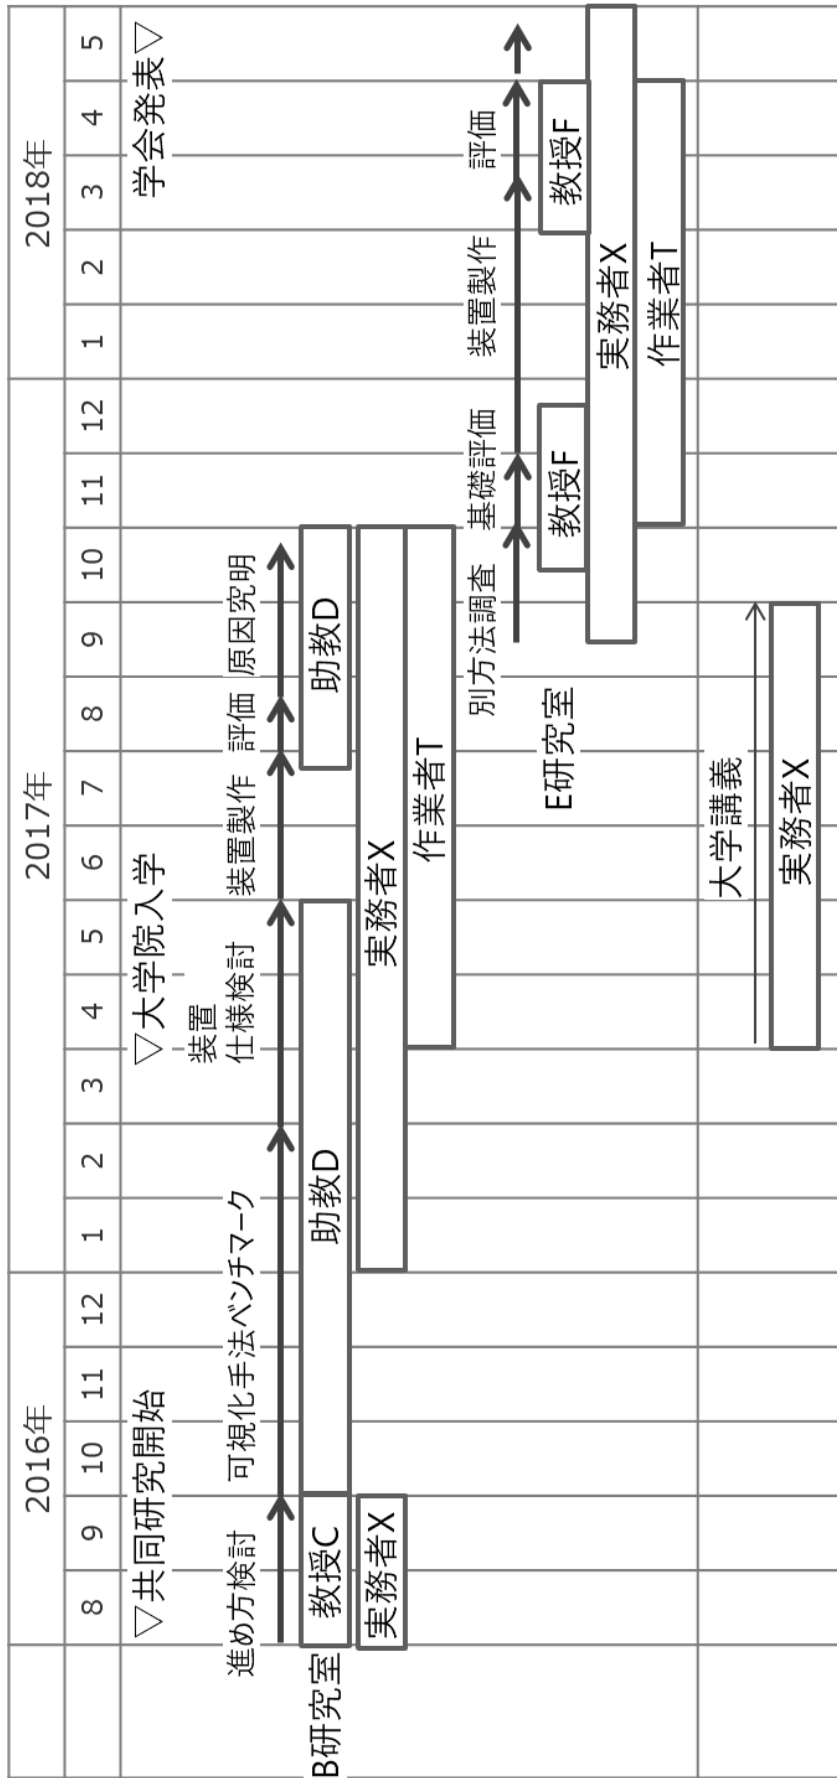 2016年 2017年 2018年
8 9 10 11 12 1 2 3 4 5 6 7 8 9 10 11 12 1 2 3 4 5
▽共同研究開始 ▽大学院入学 学会発表▽
進め方検討 可視化手法ベンチマーク 装置
仕様検討 装置製作 評価 原因究明
B研究室 教授C 助教D 助教D
実務者X 実務者X
作業者T
別方法調査 基礎評価 装置製作 評価
E研究室 教授F 教授F
実務者X
作業者T
大学講義
実務者X